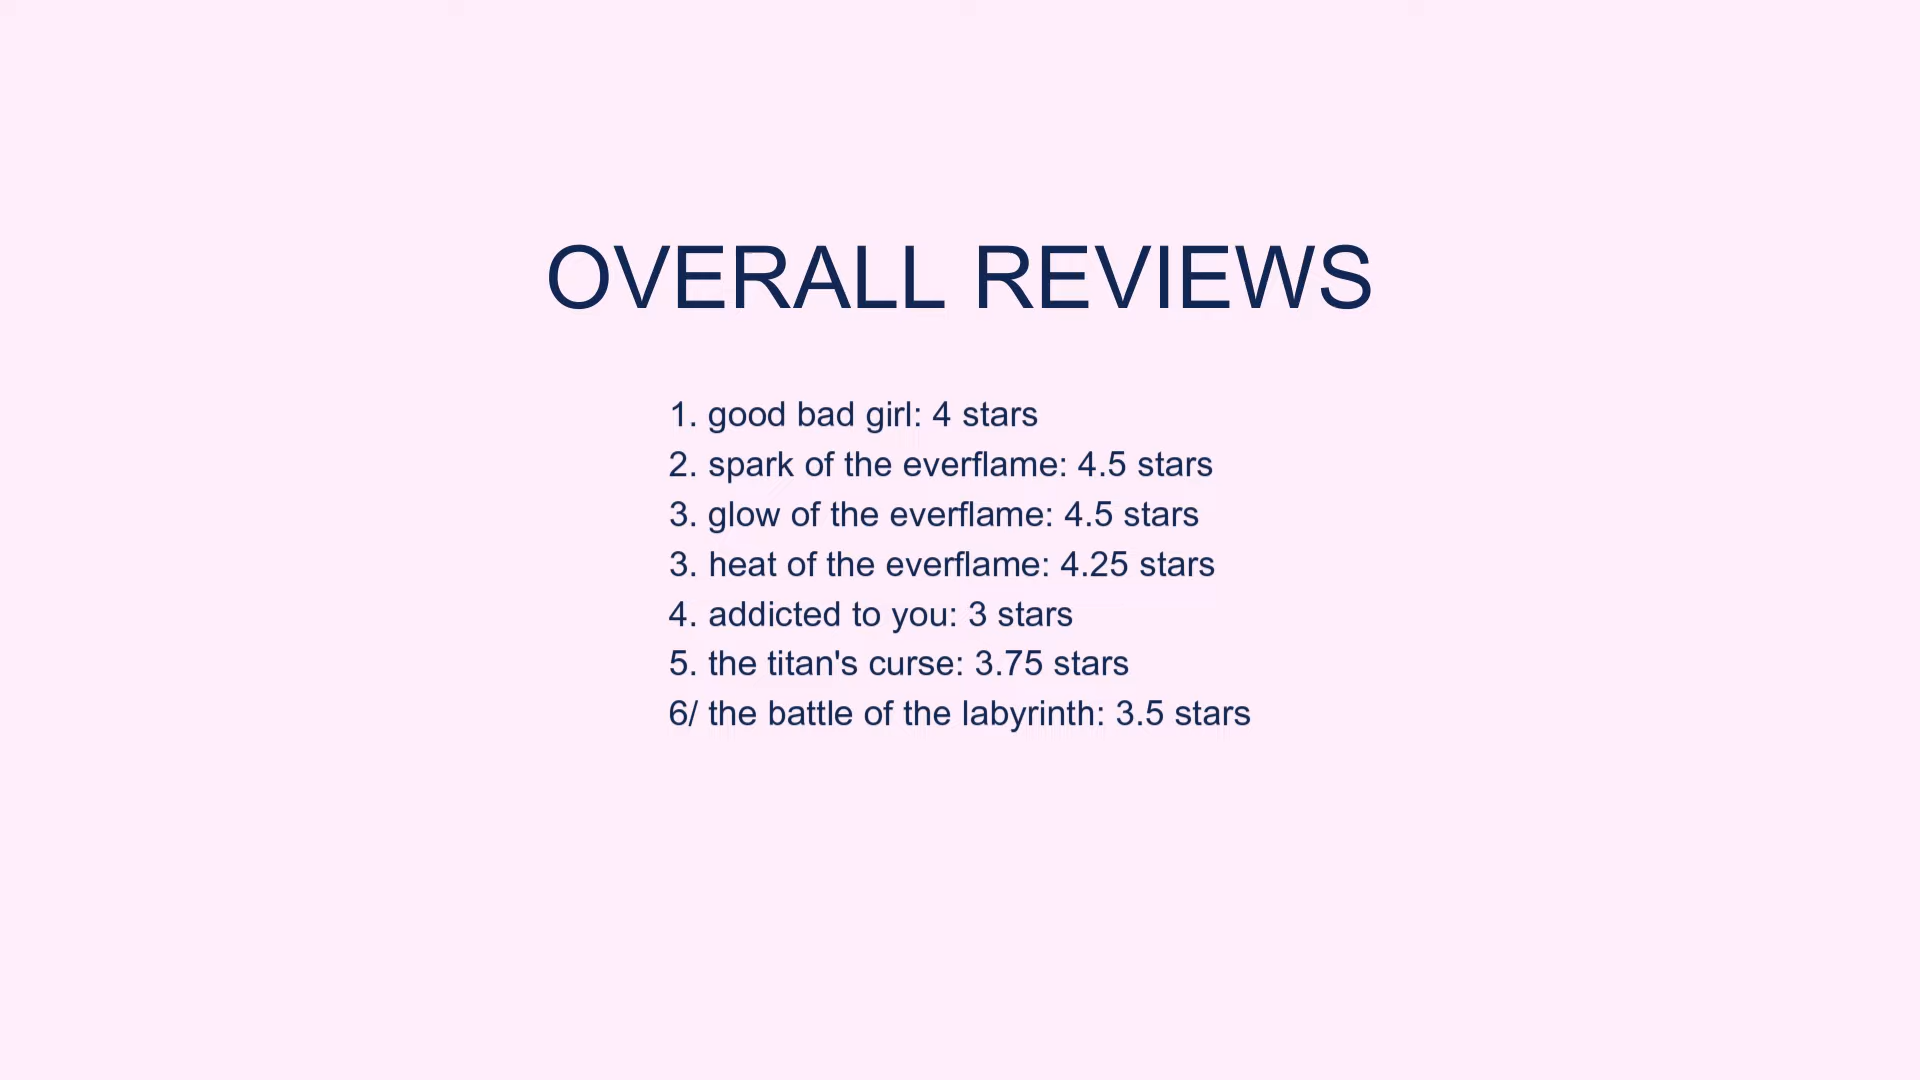 OVERALL REVIEWS
1. good bad girl: 4 stars
2. spark of the everflame: 4.5 stars
3. glow of the everflame: 4.5 stars
3. heat of the everflame: 4.25 stars
4. addicted to you: 3 stars
5. the titan's curse: 3.75 stars
6/ the battle of the labyrinth: 3.5 stars